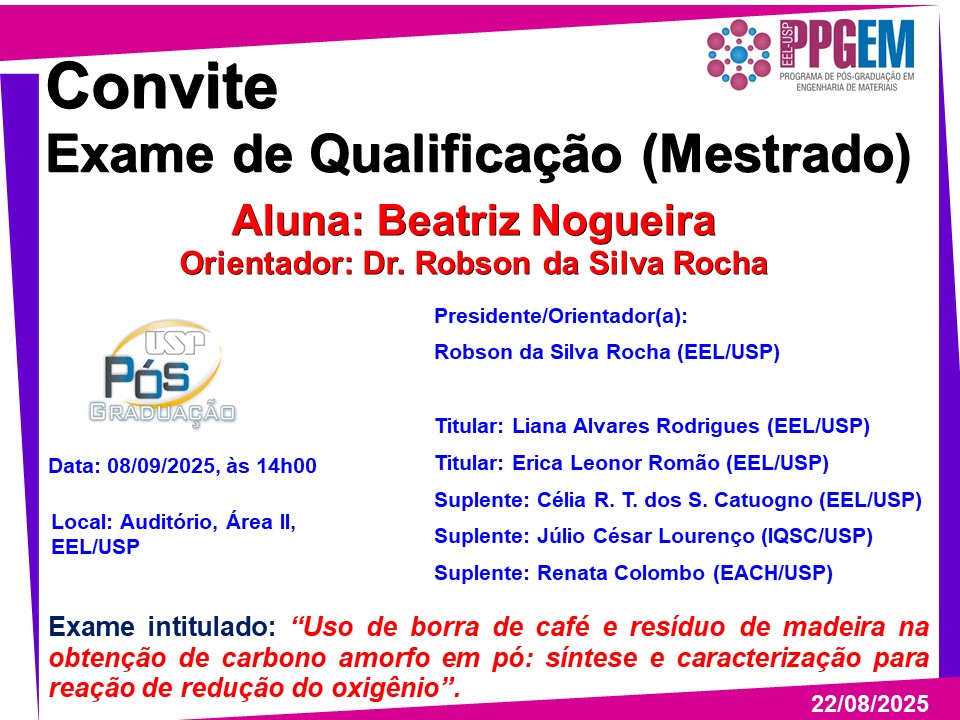 EEL-USP
PPGEM
PROGRAMA DE PÓS-GRADUAÇÃO EM
ENGENHARIA DE MATERIAIS
Convite
Exame de Qualificação (Mestrado)
Aluna: Beatriz Nogueira
Orientador: Dr. Robson da Silva Rocha
USP
Pós
GRADUAÇÃO
Data: 08/09/2025, às 14h00
Local: Auditório, Área II,
EEL/USP
Presidente/Orientador(a):
Robson da Silva Rocha (EEL/USP)
Titular: Liana Alvares Rodrigues (EEL/USP)
Titular: Erica Leonor Romão (EEL/USP)
Suplente: Célia R. T. dos S. Catuogno (EEL/USP)
Suplente: Júlio César Lourenço (IQSC/USP)
Suplente: Renata Colombo (EACH/USP)
Exame intitulado: “Uso de borra de café e resíduo de madeira na
obtenção de carbono amorfo em pó: síntese e caracterização para
reação de redução do oxigênio”.
22/08/2025